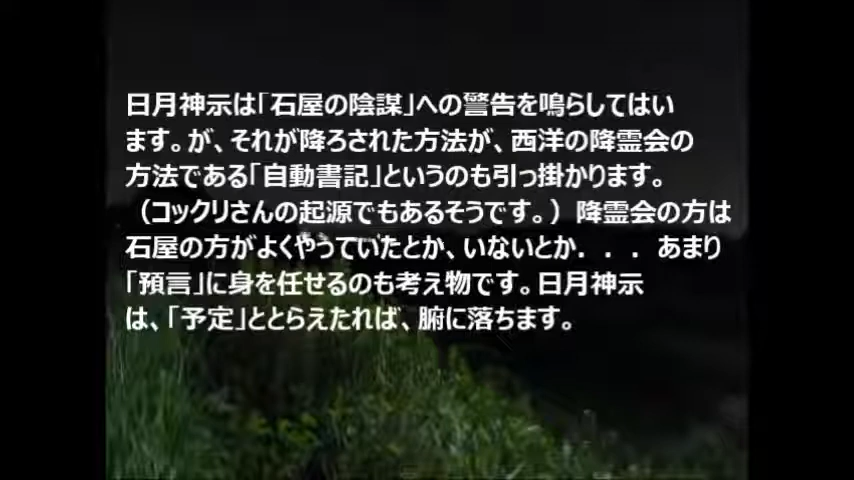 日月神示は「石屋の陰謀」への警告を鳴らしてはい
ます。が、それが降ろされた方法が、西洋の降霊会の
方法である「自動書記」というのも引っ掛かります。
（コックリさんの起源でもあるそうです。）降霊会の方は
石屋の方がよくやっていたとか、いないとか．．．あまり
「預言」に身を任せるのも考え物です。日月神示
は、「予定」ととらえたれば、腑に落ちます。